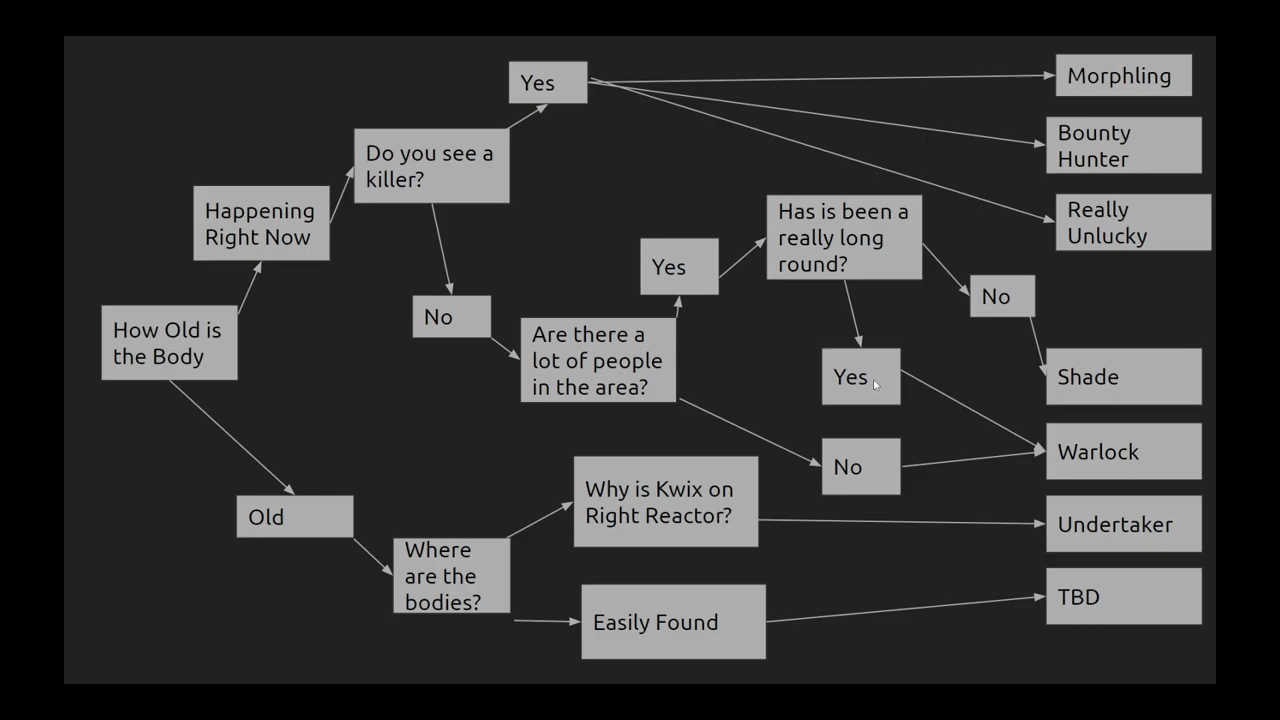 Yes
Morphling
Bounty
Hunter
Do you see a
killer?
Happening
Right Now
Has is been a
really long
round?
Really
Unlucky
Yes
No
No
How Old is
the Body
Are there a
lot of people
in the area?
Yes
Shade
No
Warlock
Why is Kwix on
Right Reactor?
Old
Undertaker
Where
are the
bodies?
Easily Found
TBD